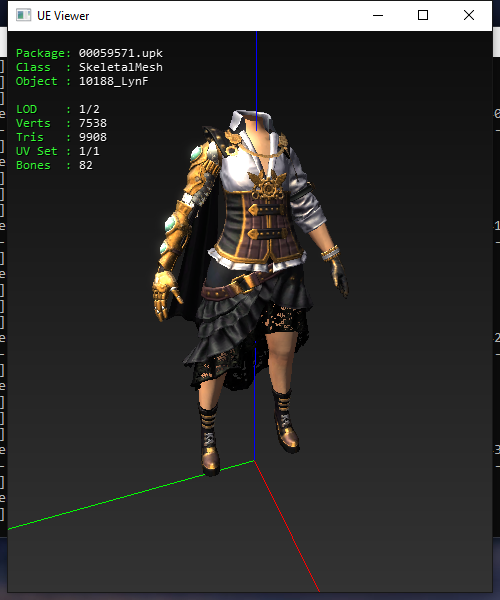 UE Viewer
Package: 00059571.upk
Class : SkeletalMesh
Object : 10188_LynF
LOD : 1/2
Verts : 7538
Tris : 9908
UV Set : 1/1
Bones : 82